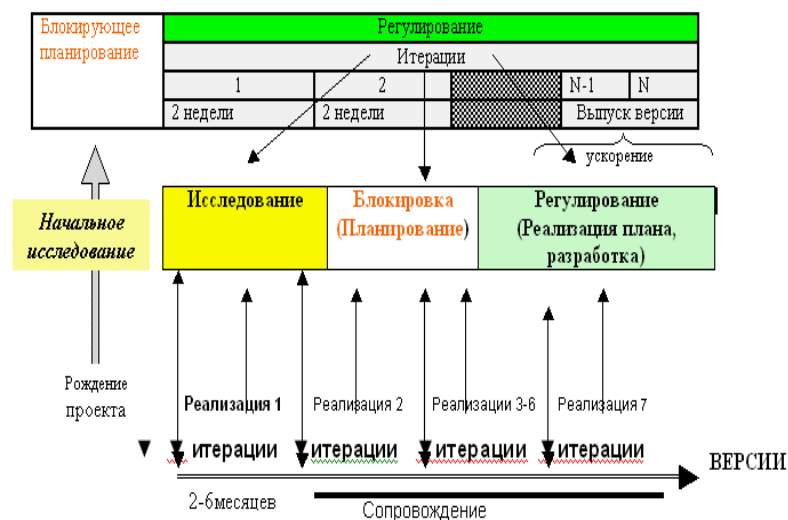 Блокирующее
планирование
Регулирование
Итерации
1 2 N-1 N
2 недели 2 недели Выпуск версии
ускорение
Исследование
Блокировка
(Планирование)
Регулирование
(Реализация плана,
разработка)
Начальное
исследование
Рождение
проекта
Реализация 1 Реализация 2 Реализации 3-6 Реализация 7
итерации итерации итерации итерации
ВЕРСИИ
2-6месяцев
Сопровождение